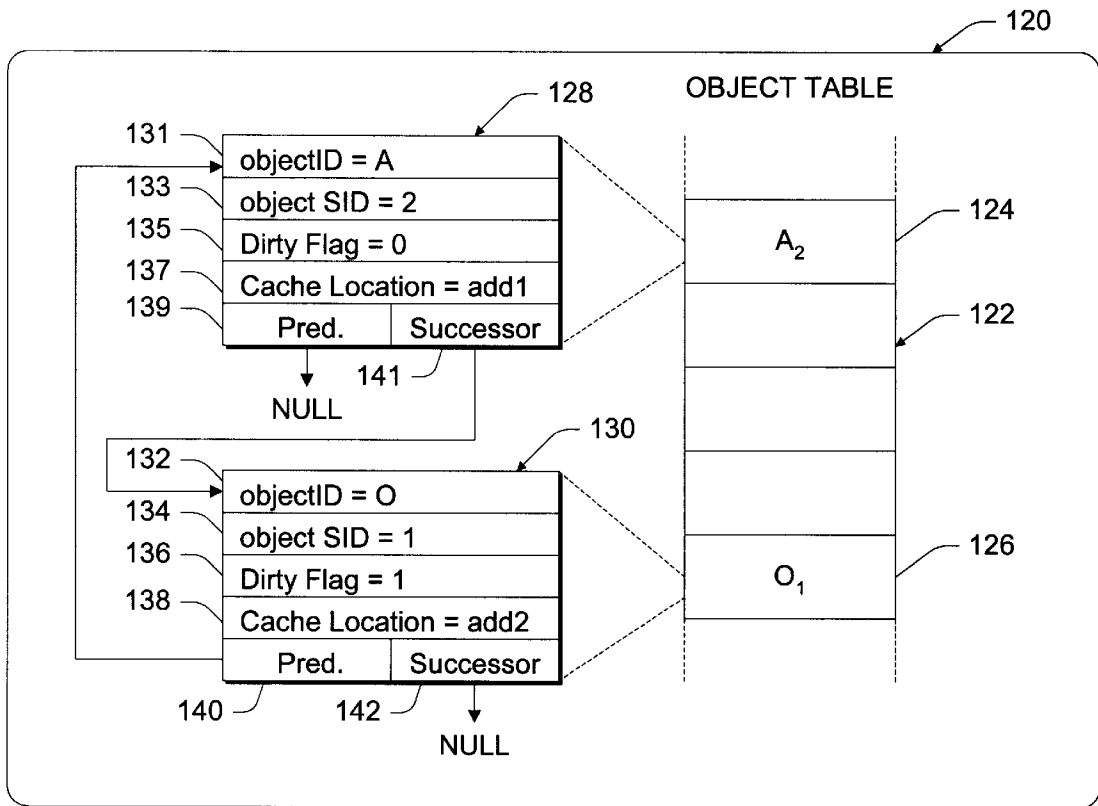 120
OBJECT TABLE
128
131
objectID = A
133
object SID = 2
135
Dirty Flag = 0
137
Cache Location = add1
139
Pred. Successor
141
NULL
124
A₂
122
130
132
objectID = O
134
object SID = 1
136
Dirty Flag = 1
138
Cache Location = add2
Pred. Successor
140
142
NULL
126
O₁